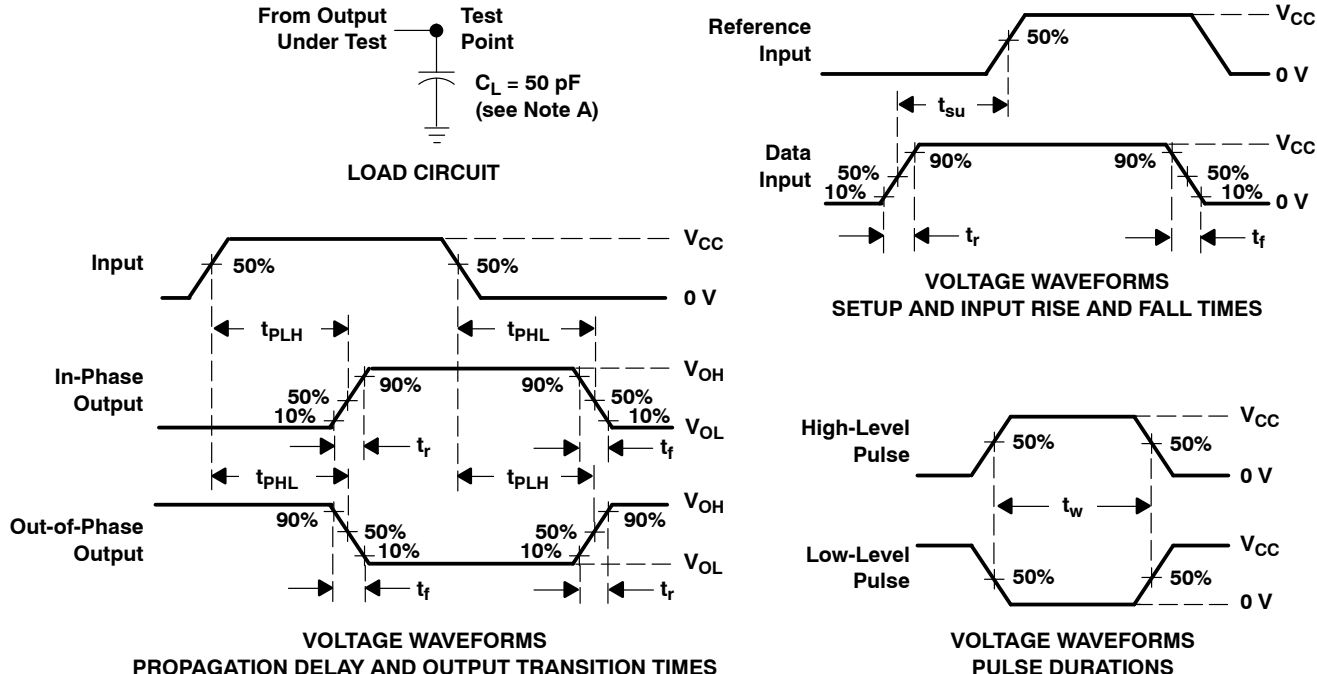 From Output
Under Test
Test
Point
C_L = 50 pF
(see Note A)
LOAD CIRCUIT
Input
50%
50%
V_CC
0 V
t_PLH
t_PHL
In-Phase
Output
50%
10%
90%
90%
50%
10%
V_OH
V_OL
t_r
t_f
t_PHL
t_PLH
Out-of-Phase
Output
90%
50%
10%
50%
10%
90%
V_OH
V_OL
t_f
t_r
VOLTAGE WAVEFORMS
PROPAGATION DELAY AND OUTPUT TRANSITION TIMES
Reference
Input
50%
V_CC
0 V
t_su
Data
Input
50%
10%
90%
90%
50%
10%
V_CC
0 V
t_r
t_f
VOLTAGE WAVEFORMS
SETUP AND INPUT RISE AND FALL TIMES
High-Level
Pulse
50%
50%
V_CC
0 V
t_w
Low-Level
Pulse
50%
50%
V_CC
0 V
VOLTAGE WAVEFORMS
PULSE DURATIONS